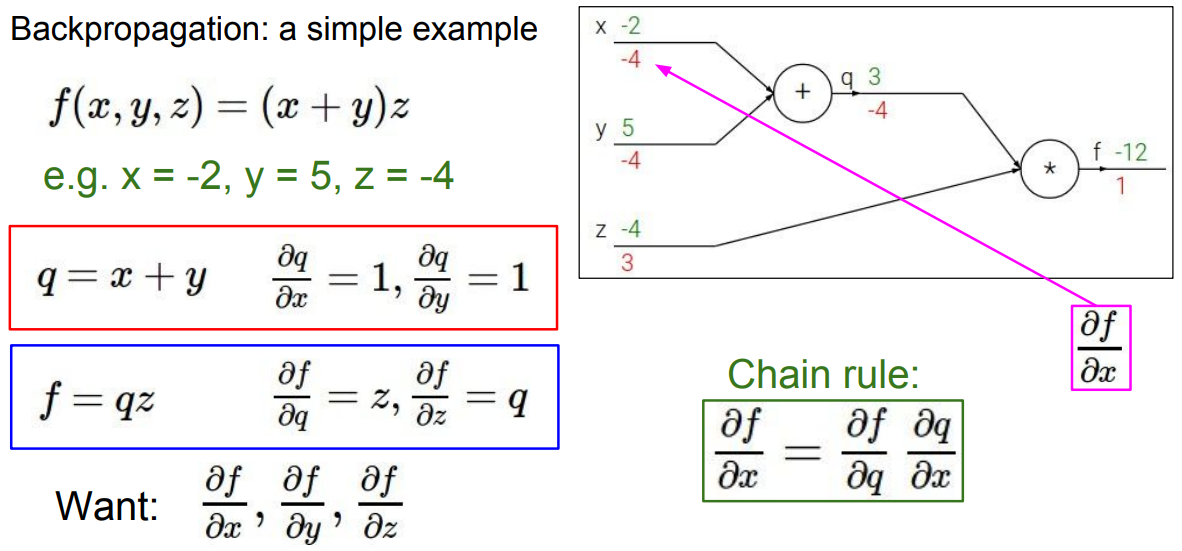 Backpropagation: a simple example
f(x, y, z) = (x + y)z
e.g. x = -2, y = 5, z = -4
q = x + y    ∂q/∂x = 1, ∂q/∂y = 1
f = qz    ∂f/∂q = z, ∂f/∂z = q
Want: ∂f/∂x, ∂f/∂y, ∂f/∂z
x -2
-4
y 5
-4
z -4
3
+
q 3
-4
*
f -12
1
∂f/∂x
Chain rule:
∂f/∂x = ∂f/∂q ∂q/∂x